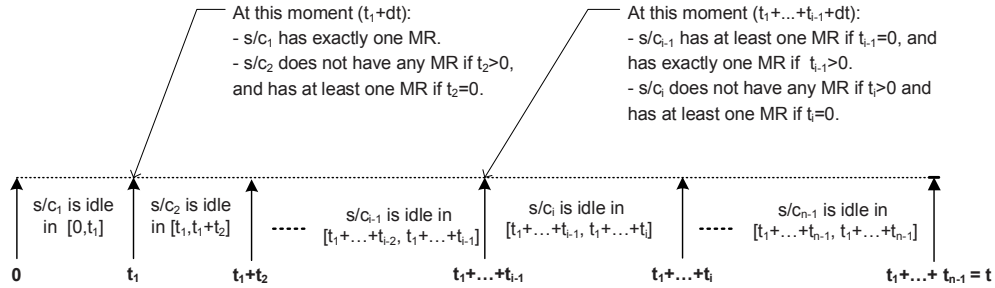 At this moment (t₁+dt):
- s/c₁ has exactly one MR.
- s/c₂ does not have any MR if t₂>0,
and has at least one MR if t₂=0.
At this moment (t₁+...+tᵢ₋₁+dt):
- s/cᵢ₋₁ has at least one MR if tᵢ₋₁=0, and
has exactly one MR if tᵢ₋₁>0.
- s/cᵢ does not have any MR if tᵢ>0 and
has at least one MR if tᵢ=0.
s/c₁ is idle
in [0,t₁]
s/c₂ is idle
in [t₁,t₁+t₂]
s/cᵢ₋₁ is idle in
[t₁+…+tᵢ₋₂, t₁+…+tᵢ₋₁]
s/cᵢ is idle in
[t₁+…+tᵢ₋₁, t₁+…+tᵢ]
s/cₙ₋₁ is idle in
[t₁+…+tₙ₋₁, t₁+…+tₙ₋₁]
0
t₁
t₁+t₂
t₁+…+tᵢ₋₁
t₁+…+tᵢ
t₁+…+ tₙ₋₁ = t